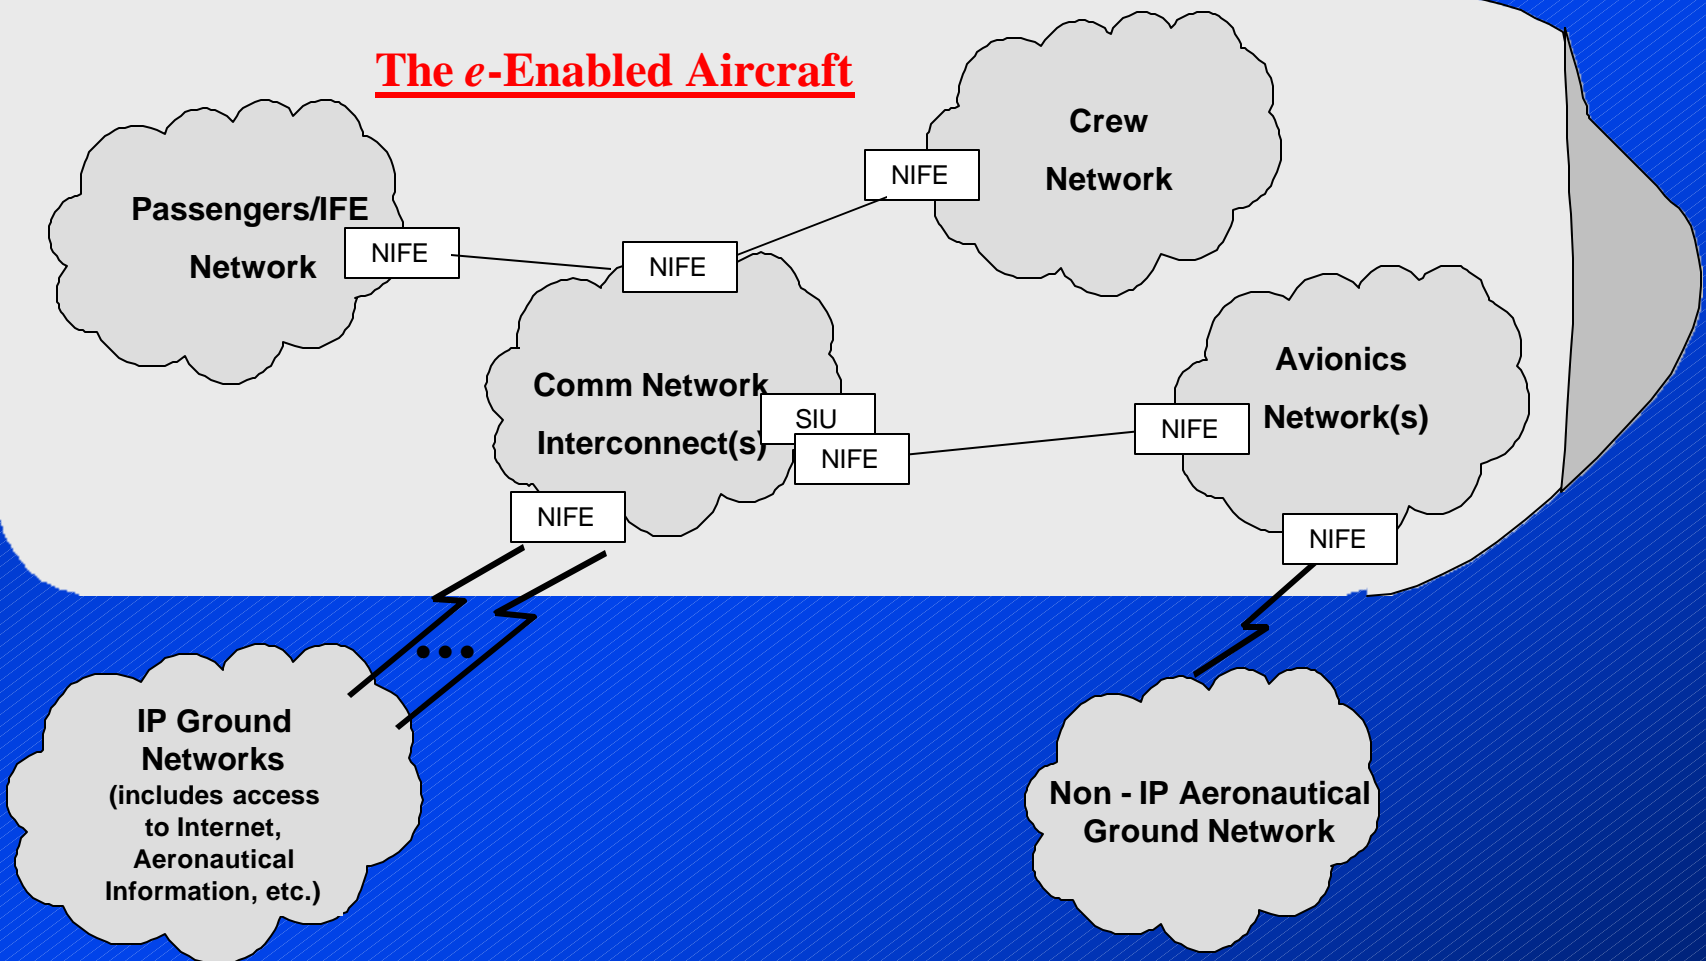 The e-Enabled Aircraft
Crew
Network
NIFE
Passengers/IFE
Network
NIFE
NIFE
Comm Network
Interconnect(s)
SIU
NIFE
NIFE
Avionics
Network(s)
NIFE
NIFE
IP Ground
Networks
(includes access
to Internet,
Aeronautical
Information, etc.)
Non - IP Aeronautical
Ground Network